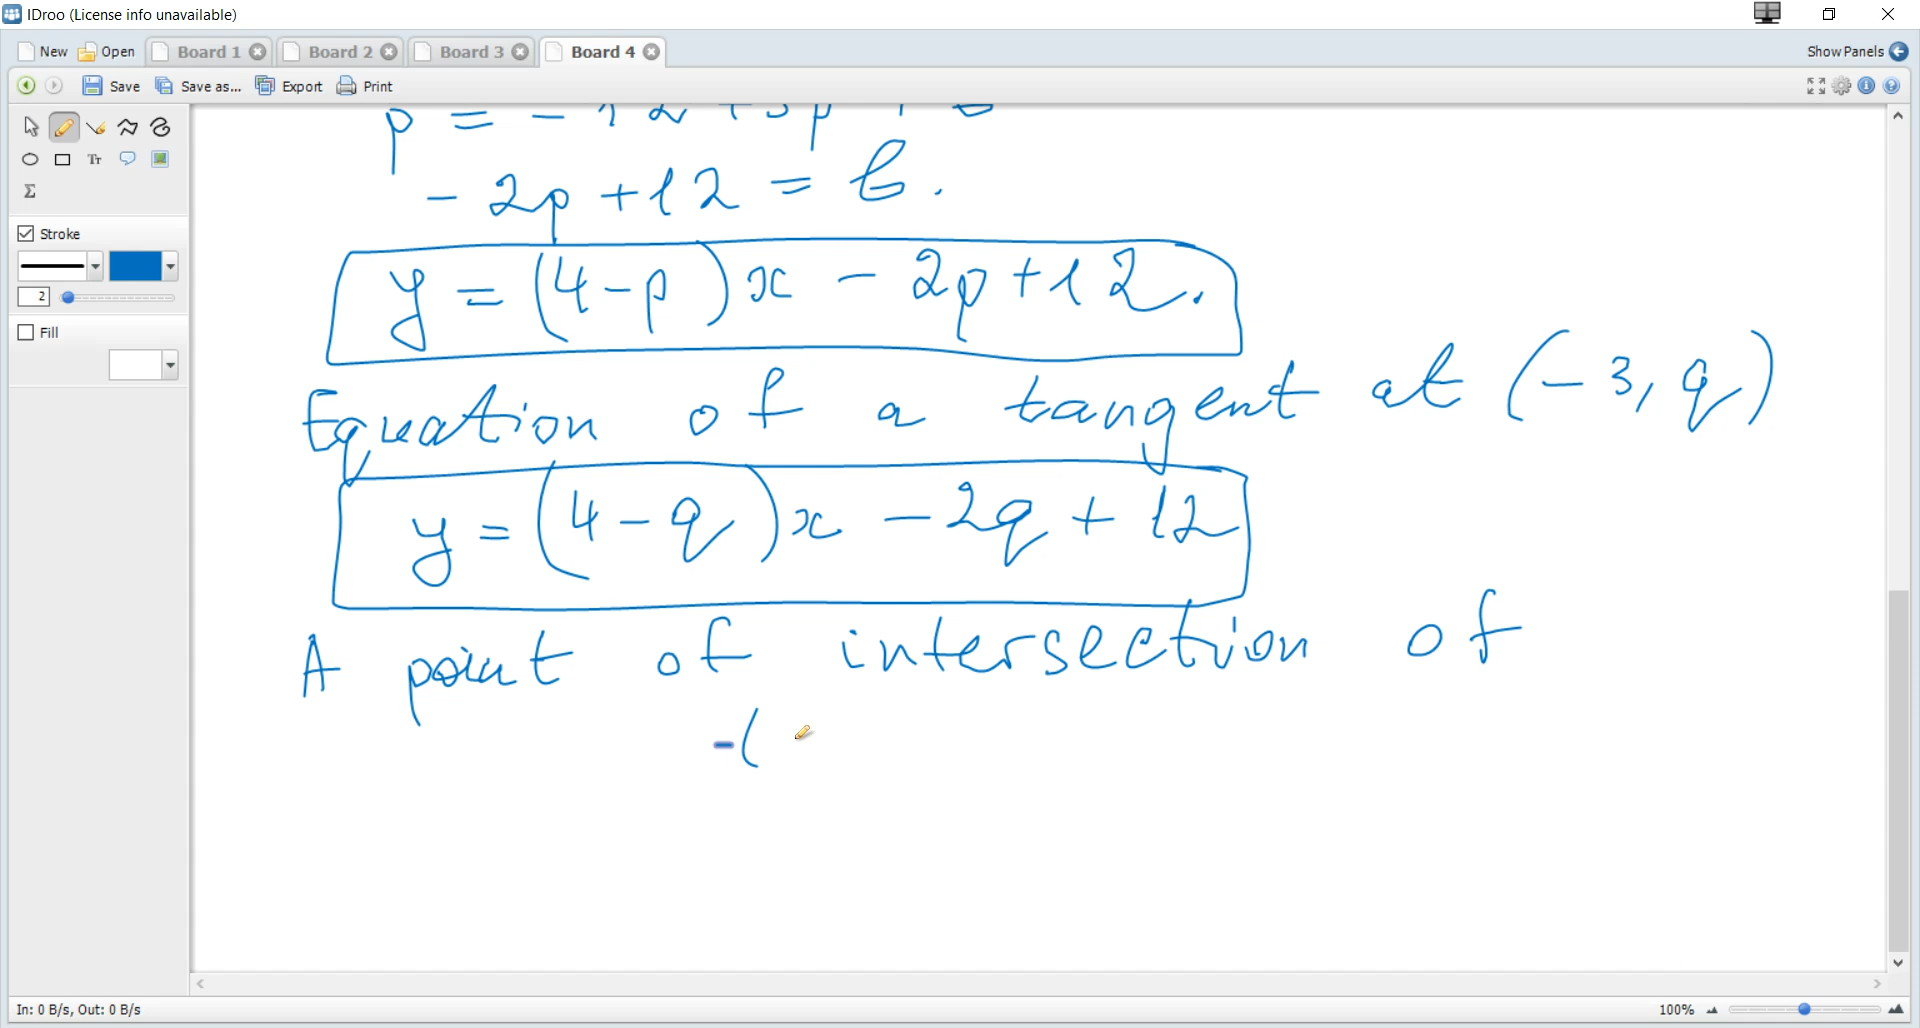 IDroo (License info unavailable)
New Open Board 1 Board 2 Board 3 Board 4 Show Panels
Save Save as... Export Print
- 2p + 12 = b.
Stroke
y = (4 - p) x - 2p + 12.
2
Fill
Equation of a tangent at (- 3, q)
y = (4 - q) x - 2q + 12
A point of intersection of
- (
In: 0 B/s, Out: 0 B/s 100%